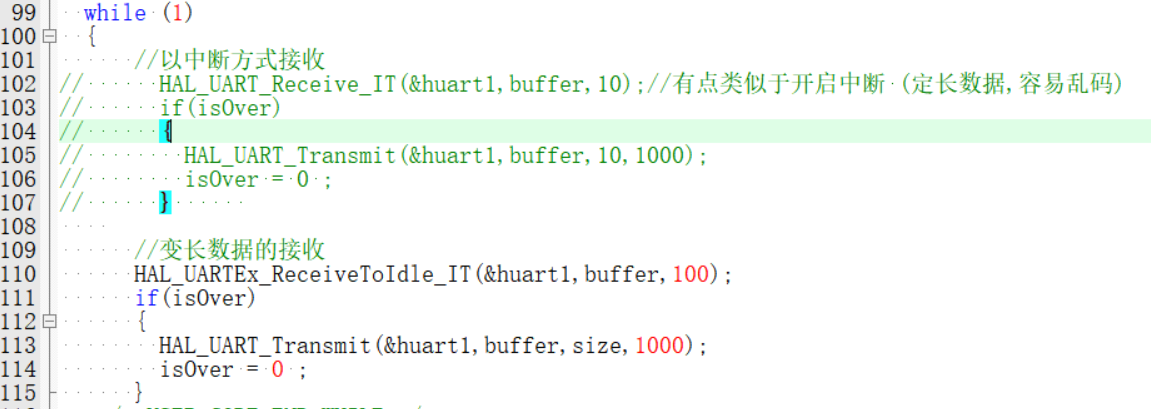 99 while (1)
100 {
101 //以中断方式接收
102 // HAL_UART_Receive_IT(&huart1,buffer,10);//有点类似于开启中断 (定长数据,容易乱码)
103 // if(isOver)
104 // {
105 // HAL_UART_Transmit(&huart1,buffer,10,1000);
106 // isOver = 0 ;
107 // }
108
109 //变长数据的接收
110 HAL_UARTEx_ReceiveToIdle_IT(&huart1,buffer,100);
111 if(isOver)
112 {
113 HAL_UART_Transmit(&huart1,buffer,size,1000);
114 isOver = 0 ;
115 }